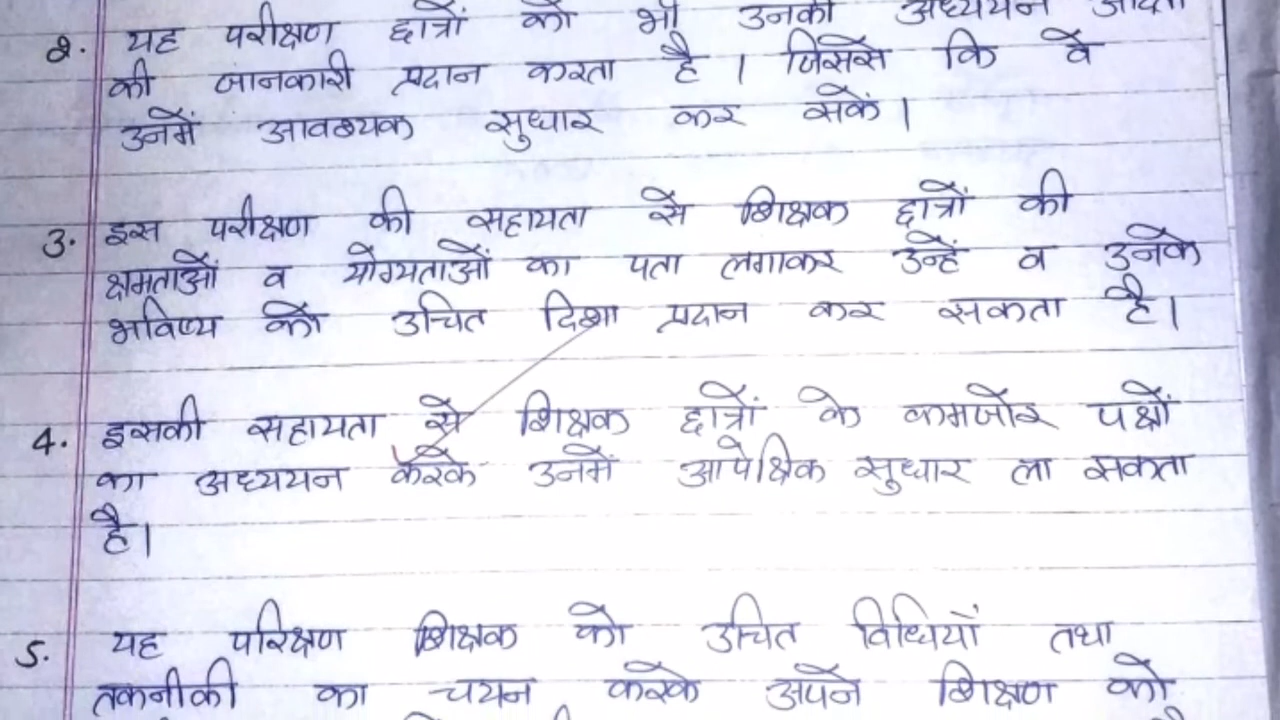 2. यह परीक्षण छात्रों को भी उनकी अध्ययन
की जानकारी प्रदान करता है । जिससे कि वे
उनमें आवश्यक सुधार कर सकें।
3. इस परीक्षण की सहायता से शिक्षक छात्रों की
क्षमताओं व योग्यताओं का पता लगाकर उन्हें व उनके
भविष्य को उचित दिशा प्रदान कर सकता है।
4. इसकी सहायता से शिक्षक छात्रों के कमजोर पक्षों
का अध्ययन करके उनमें आपेक्षिक सुधार ला सकता
है।
5. यह परिक्षण शिक्षक को उचित विधियों तथा
तकनीकी का चयन करके अपने शिक्षण को